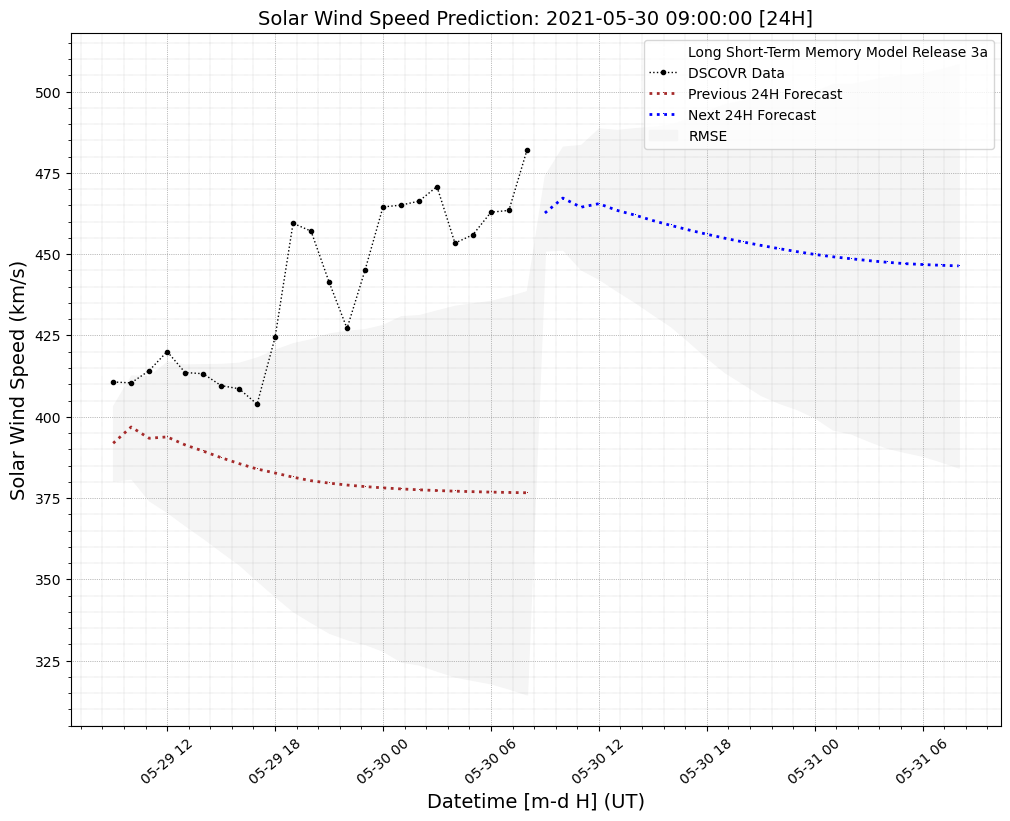 Solar Wind Speed Prediction: 2021-05-30 09:00:00 [24H]
Long Short-Term Memory Model Release 3a
DSCOVR Data
Previous 24H Forecast
Next 24H Forecast
RMSE
Solar Wind Speed (km/s)
500
475
450
425
400
375
350
325
05-29 12
05-29 18
05-30 00
05-30 06
05-30 12
05-30 18
05-31 00
05-31 06
Datetime [m-d H] (UT)